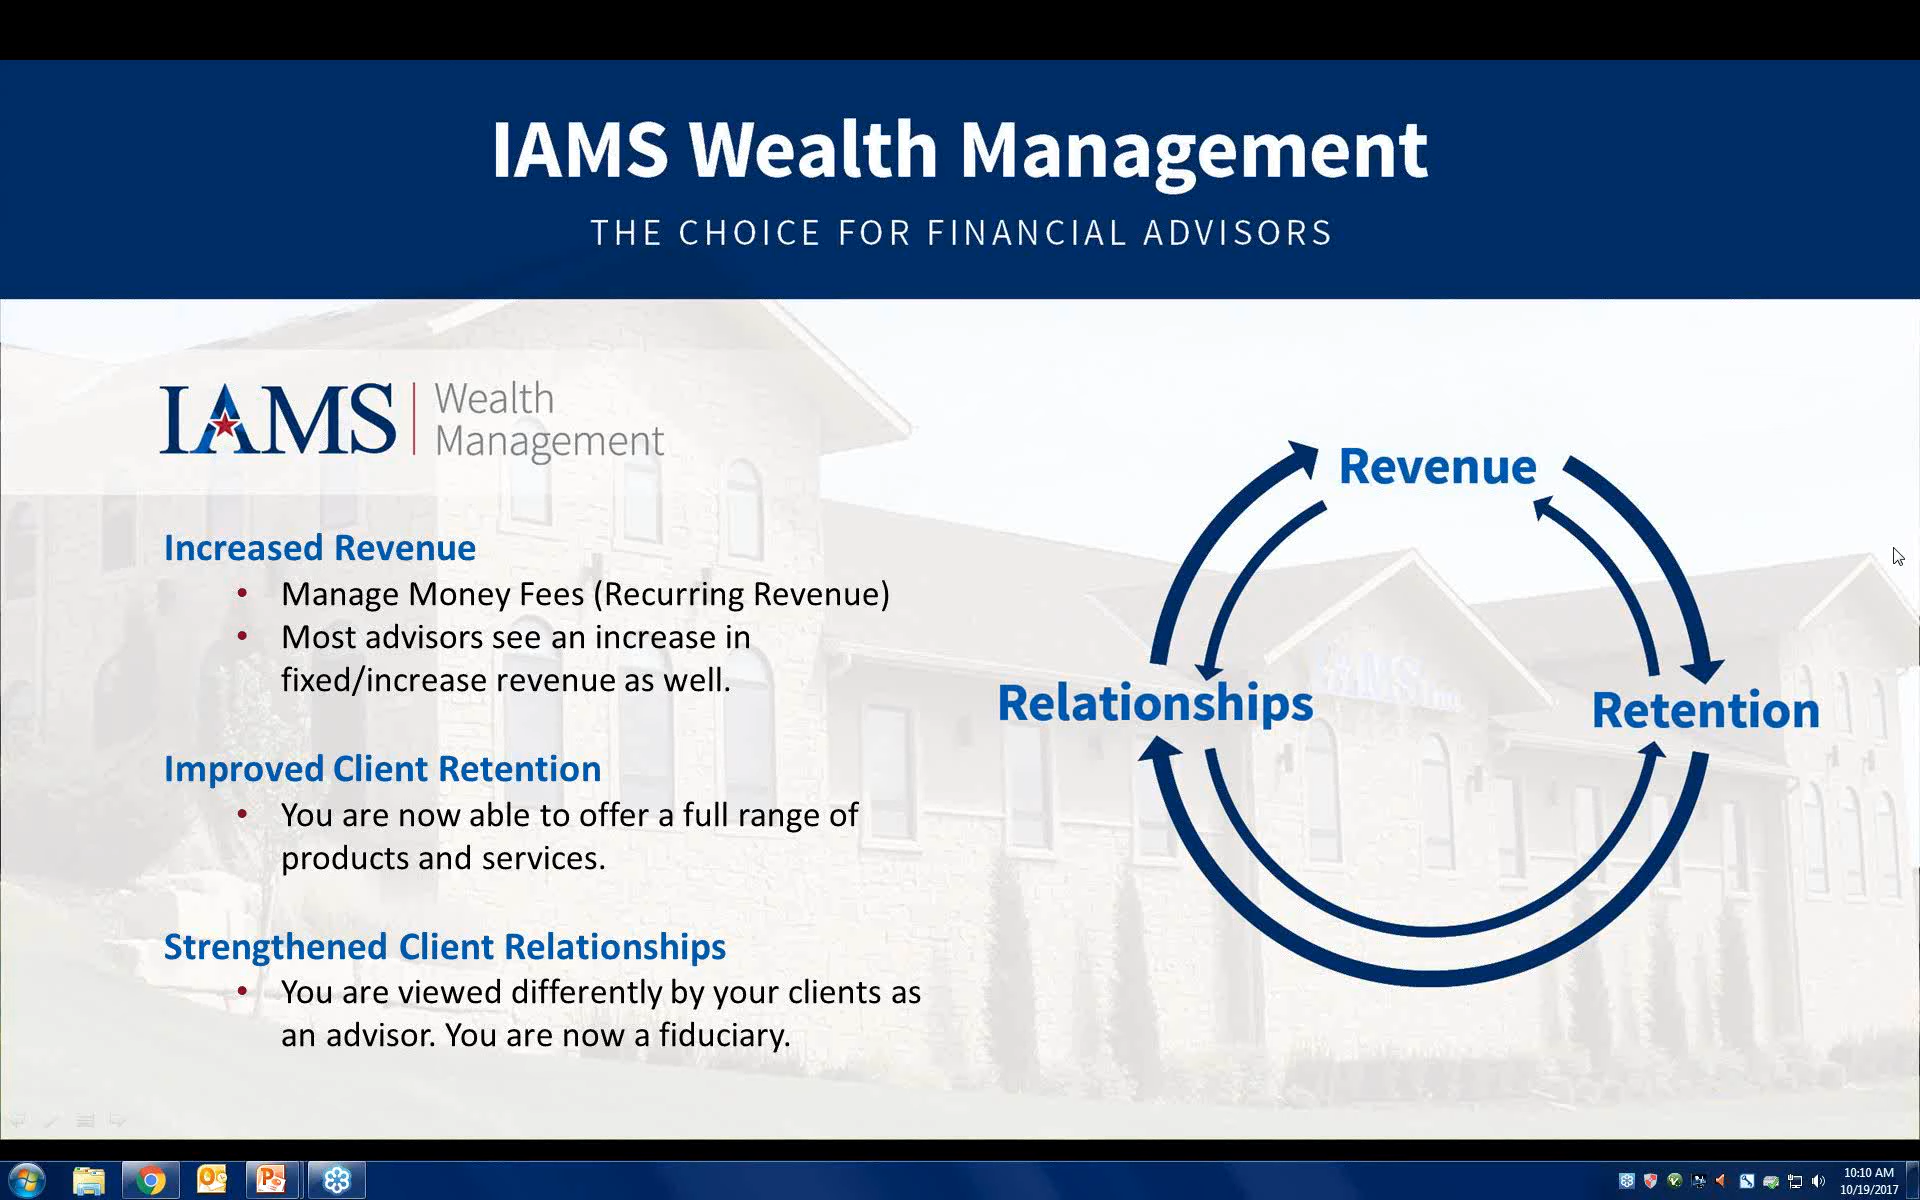 IAMS Wealth Management
THE CHOICE FOR FINANCIAL ADVISORS
IAMS
Wealth
Management
Increased Revenue
• Manage Money Fees (Recurring Revenue)
• Most advisors see an increase in
fixed/increase revenue as well.
Improved Client Retention
• You are now able to offer a full range of
products and services.
Strengthened Client Relationships
• You are viewed differently by your clients as
an advisor. You are now a fiduciary.
Revenue
Relationships
Retention
IAMS Inc
10:10 AM
10/19/2017